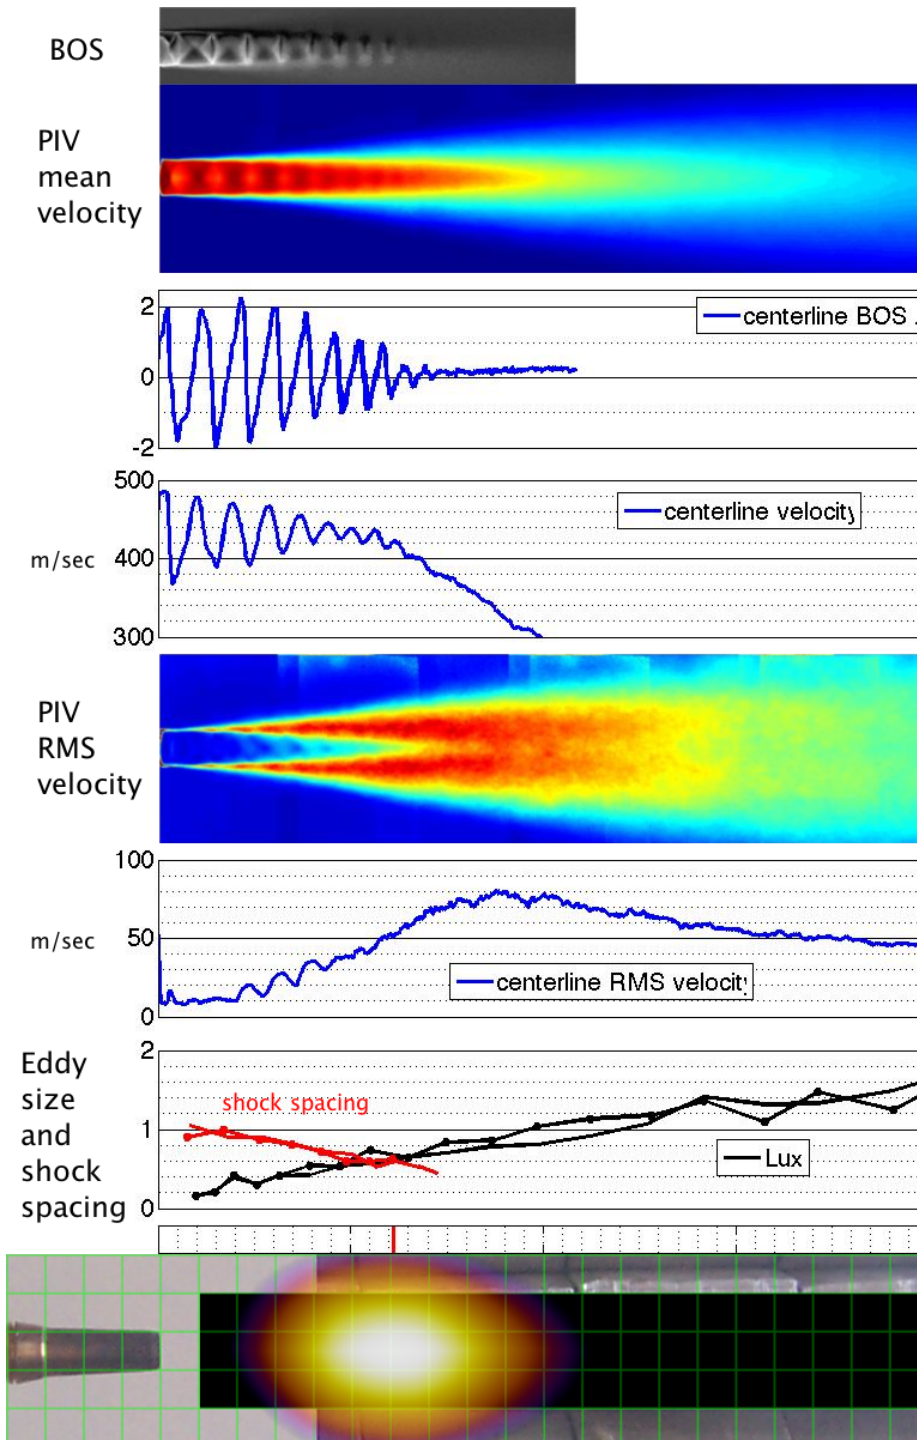 BOS
PIV
mean
velocity
2
centerline BOS
0
-2
500
centerline velocity
m/sec
400
300
PIV
RMS
velocity
100
m/sec
50
centerline RMS velocity
0
Eddy
size
and
shock
spacing
2
shock spacing
1
Lux
0